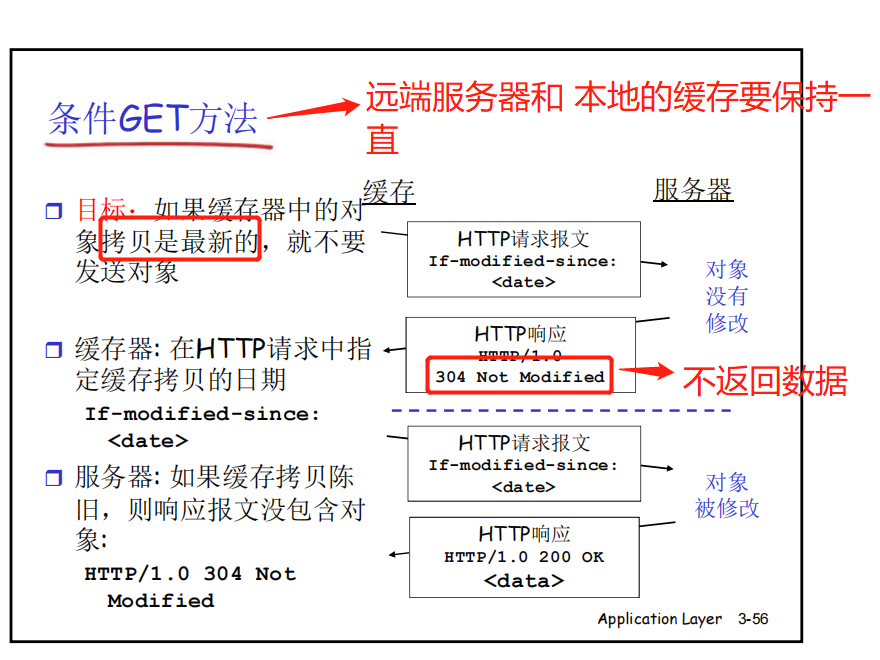 条件GET方法
远端服务器和 本地的缓存要保持一
直
目标: 如果缓存器中的对
象拷贝是最新的，就不要
发送对象
缓存器: 在HTTP请求中指
定缓存拷贝的日期
If-modified-since:
<date>
服务器: 如果缓存拷贝陈
旧，则响应报文没包含对
象:
HTTP/1.0 304 Not
Modified
缓存
服务器
HTTP请求报文
If-modified-since:
<date>
对象
没有
修改
HTTP响应
HTTP/1.0
304 Not Modified
不返回数据
HTTP请求报文
If-modified-since:
<date>
对象
被修改
HTTP响应
HTTP/1.0 200 OK
<data>
Application Layer 3-56